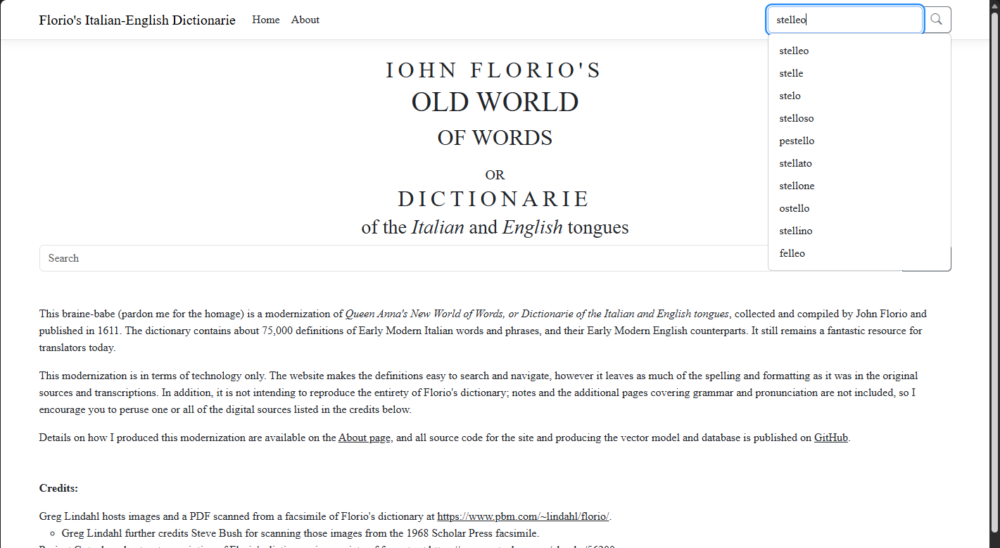 Florio's Italian-English Dictionarie Home About stelleo
stelleo
stelle
stelo
stelloso
pestello
stellato
stellone
ostello
stellino
felleo
IOHN FLORIO'S
OLD WORLD
OF WORDS
OR
DICTIONARIE
of the Italian and English tongues
Search
This braine-babe (pardon me for the homage) is a modernization of Queen Anna's New World of Words, or Dictionarie of the Italian and English tongues, collected and compiled by John Florio and
published in 1611. The dictionary contains about 75,000 definitions of Early Modern Italian words and phrases, and their Early Modern English counterparts. It still remains a fantastic resource for
translators today.
This modernization is in terms of technology only. The website makes the definitions easy to search and navigate, however it leaves as much of the spelling and formatting as it was in the original
sources and transcriptions. In addition, it is not intending to reproduce the entirety of Florio's dictionary; notes and the additional pages covering grammar and pronunciation are not included, so I
encourage you to peruse one or all of the digital sources listed in the credits below.
Details on how I produced this modernization are available on the About page, and all source code for the site and producing the vector model and database is published on GitHub.
Credits:
Greg Lindahl hosts images and a PDF scanned from a facsimile of Florio's dictionary at https://www.pbm.com/~lindahl/florio/.
Greg Lindahl further credits Steve Bush for scanning those images from the 1968 Scholar Press facsimile.